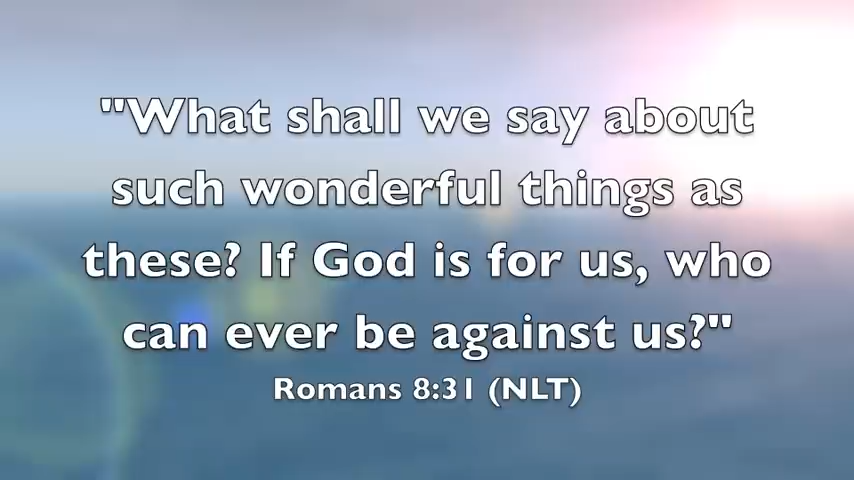 "What shall we say about
such wonderful things as
these? If God is for us, who
can ever be against us?"
Romans 8:31 (NLT)